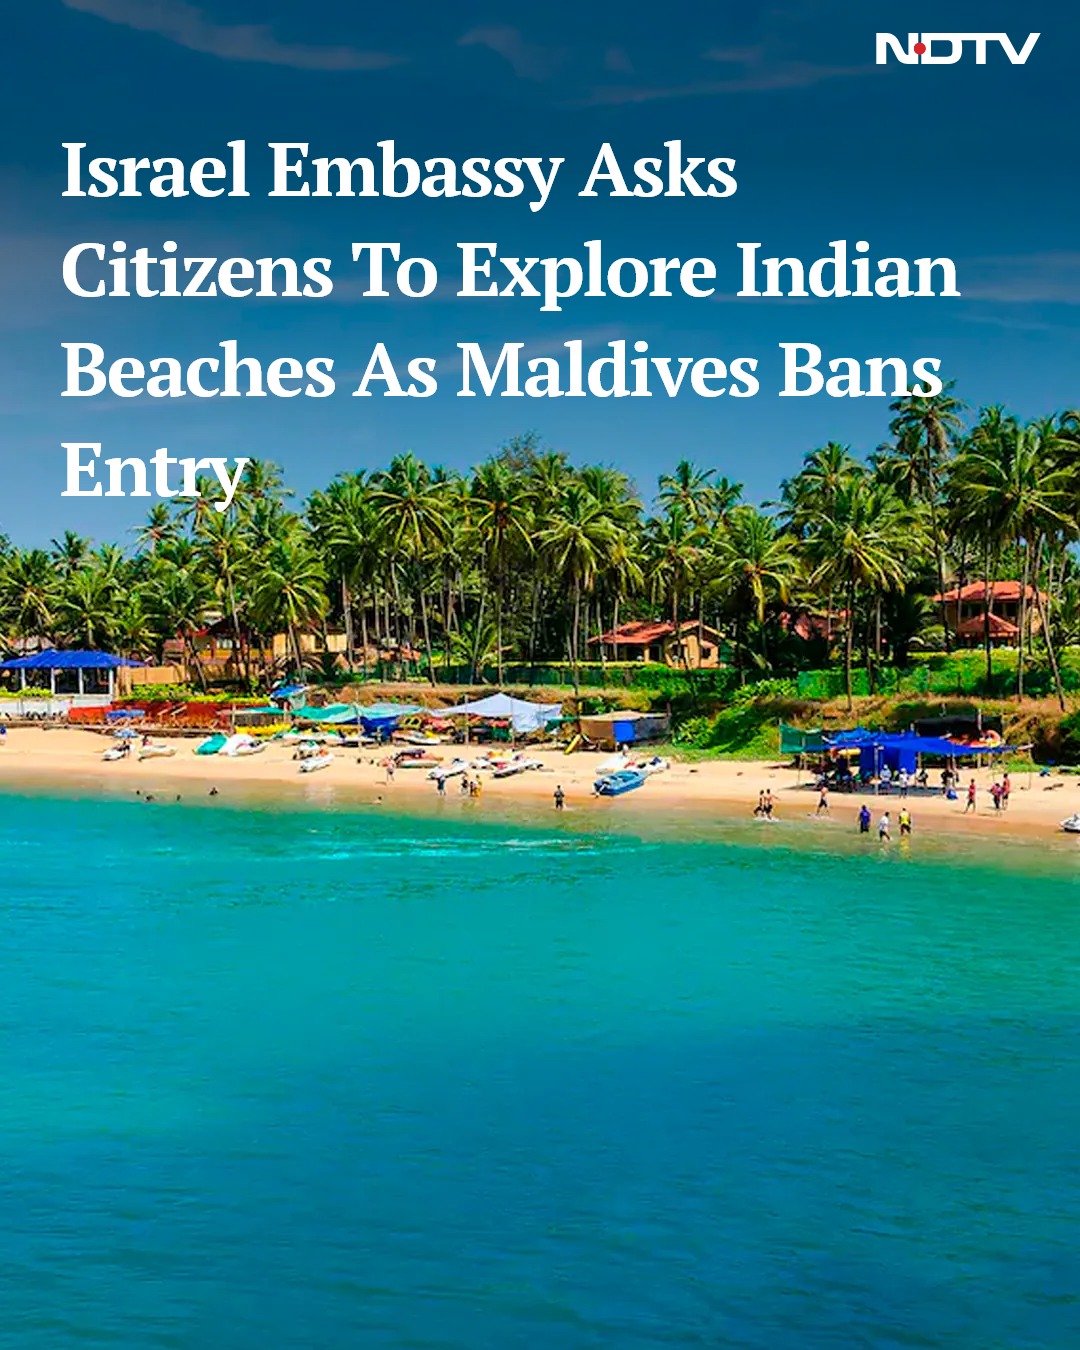 NDTV
Israel Embassy Asks
Citizens To Explore Indian
Beaches As Maldives Bans
Entry